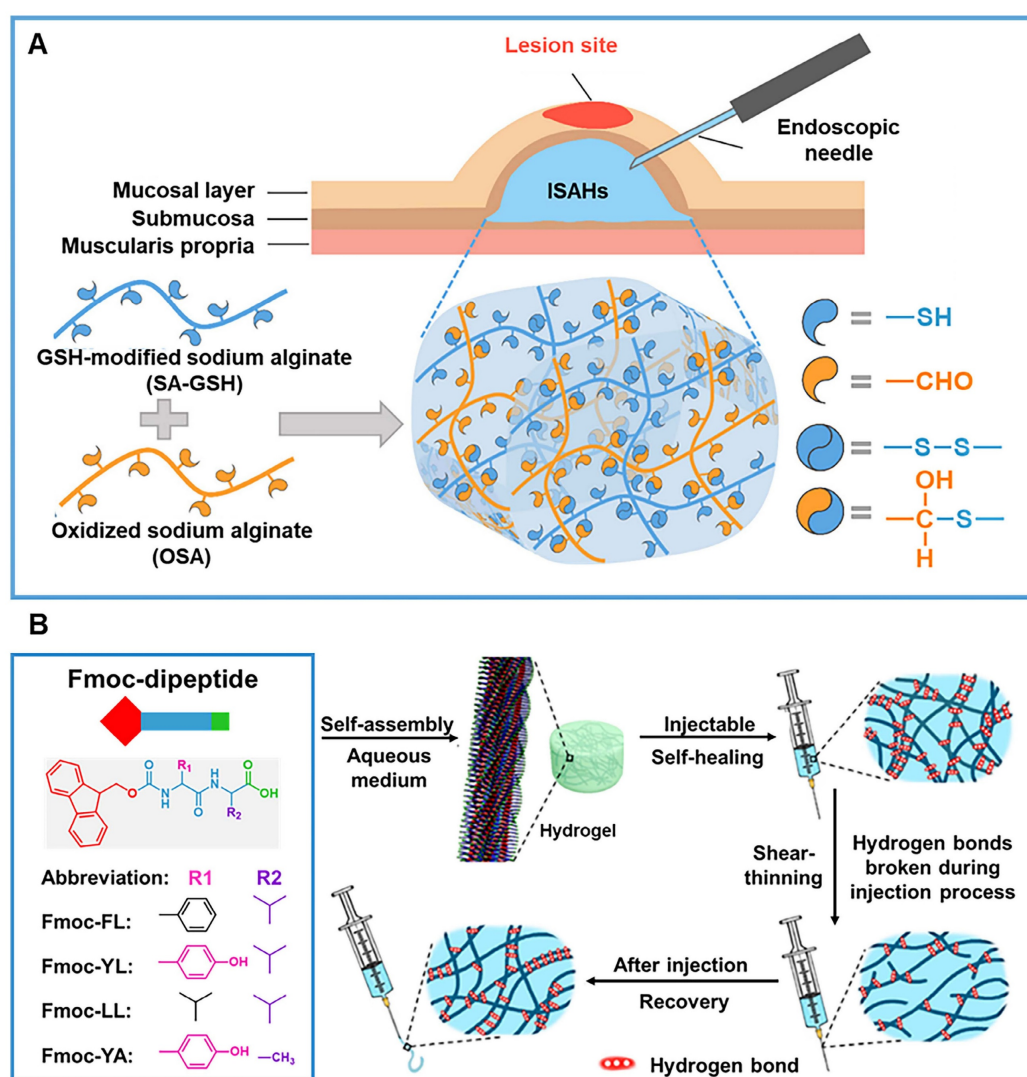 A
Lesion site
Endoscopic
needle
ISAHs
Mucosal layer
Submucosa
Muscularis propria
GSH-modified sodium alginate
(SA-GSH)
Oxidized sodium alginate
(OSA)
= —SH
= —CHO
= —S—S—
OH
= —C—S—
H
B
Fmoc-dipeptide
R1
O
O
O
N
H
H
N
O
R2
OH
Abbreviation: R1 R2
Fmoc-FL:
Fmoc-YL: OH
Fmoc-LL:
Fmoc-YA: OH —CH3
Self-assembly
Aqueous
medium
Hydrogel
Injectable
Self-healing
Shear-
thinning
Hydrogen bonds
broken during
injection process
After injection
Recovery
Hydrogen bond